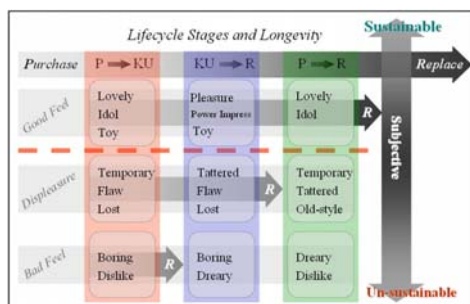 Lifecycle Stages and Longevity
Sustainable
Purchase P KU KU R P R Replace
Good Feel
Lovely Pleasure Lovely
Idol Power Impress Idol
Toy Toy
R
Subjective
Displeasure
Temporary Tattered Temporary
Flaw Flaw Tattered
Lost Lost Old-style
R
Bad Feel
Boring Boring Dreary
Dislike Dreary Dislike
R
Un-sustainable